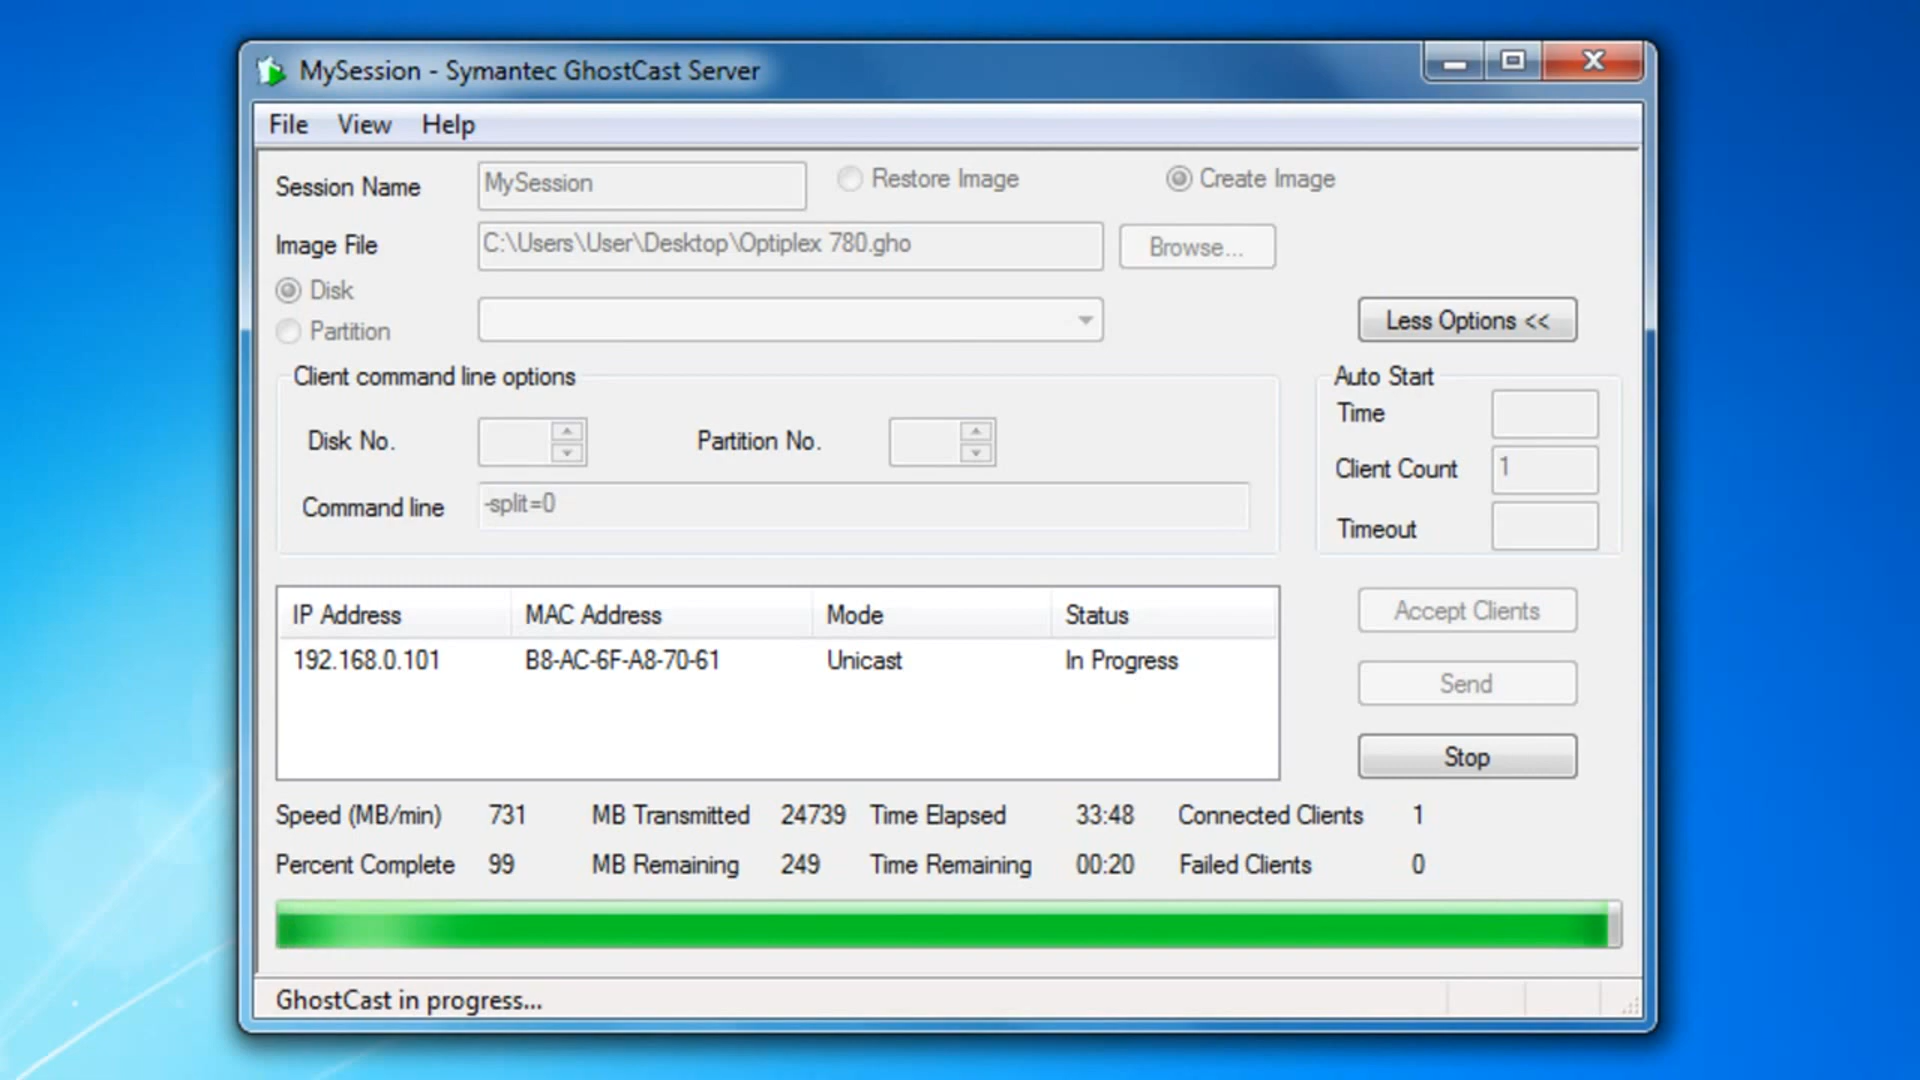 MySession - Symantec GhostCast Server
File View Help
Session Name MySession Restore Image Create Image
Image File C:\Users\User\Desktop\Optiplex 780.gho Browse...
Disk
Partition Less Options <<
Client command line options Auto Start
Time
Disk No. Partition No.
Client Count 1
Command line -split=0
Timeout
IP Address MAC Address Mode Status Accept Clients
192.168.0.101 B8-AC-6F-A8-70-61 Unicast In Progress
Send
Stop
Speed (MB/min) 731 MB Transmitted 24739 Time Elapsed 33:48 Connected Clients 1
Percent Complete 99 MB Remaining 249 Time Remaining 00:20 Failed Clients 0
GhostCast in progress...